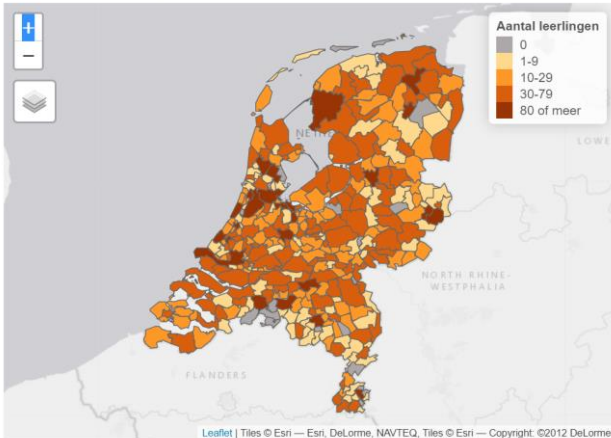 +
−
Aantal leerlingen
0
1-9
10-29
30-79
80 of meer
NETHE
LOWE
NORTH RHINE-
WESTPHALIA
FLANDERS
Leaflet | Tiles © Esri — Esri, DeLorme, NAVTEQ, Tiles © Esri — Copyright: ©2012 DeLorme